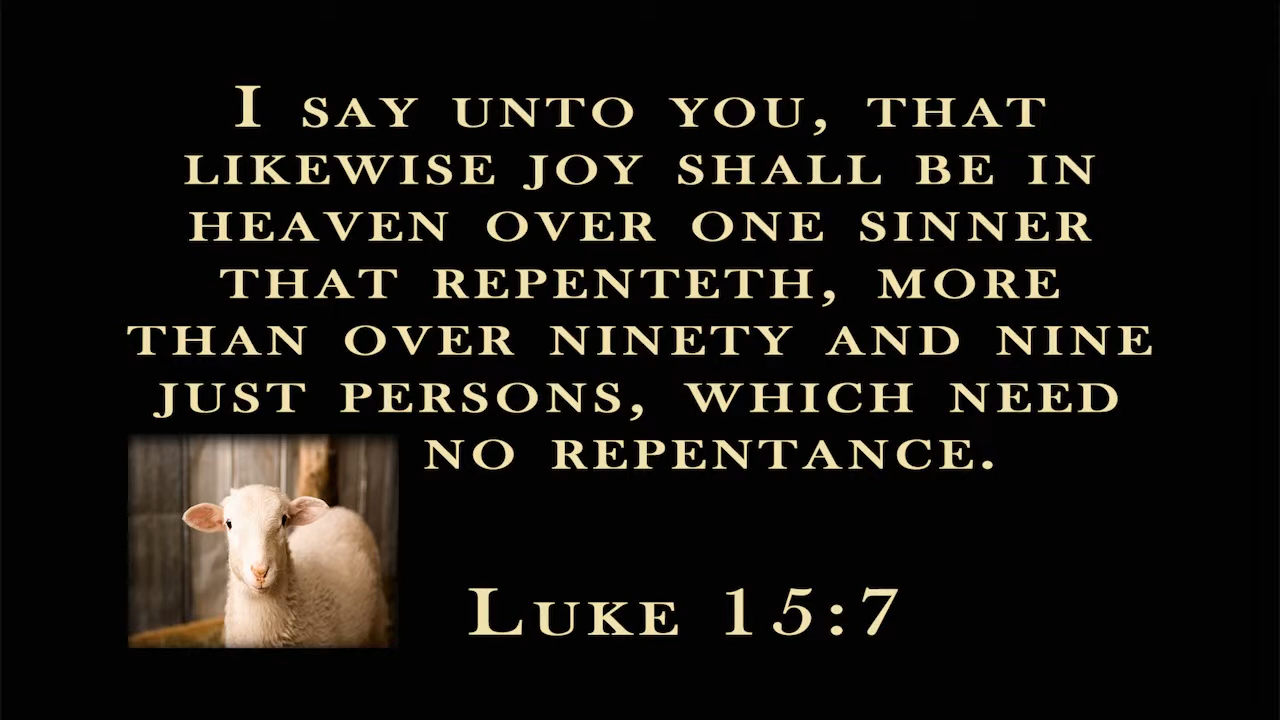 I SAY UNTO YOU, THAT
LIKEWISE JOY SHALL BE IN
HEAVEN OVER ONE SINNER
THAT REPENTETH, MORE
THAN OVER NINETY AND NINE
JUST PERSONS, WHICH NEED
NO REPENTANCE.
LUKE 15:7